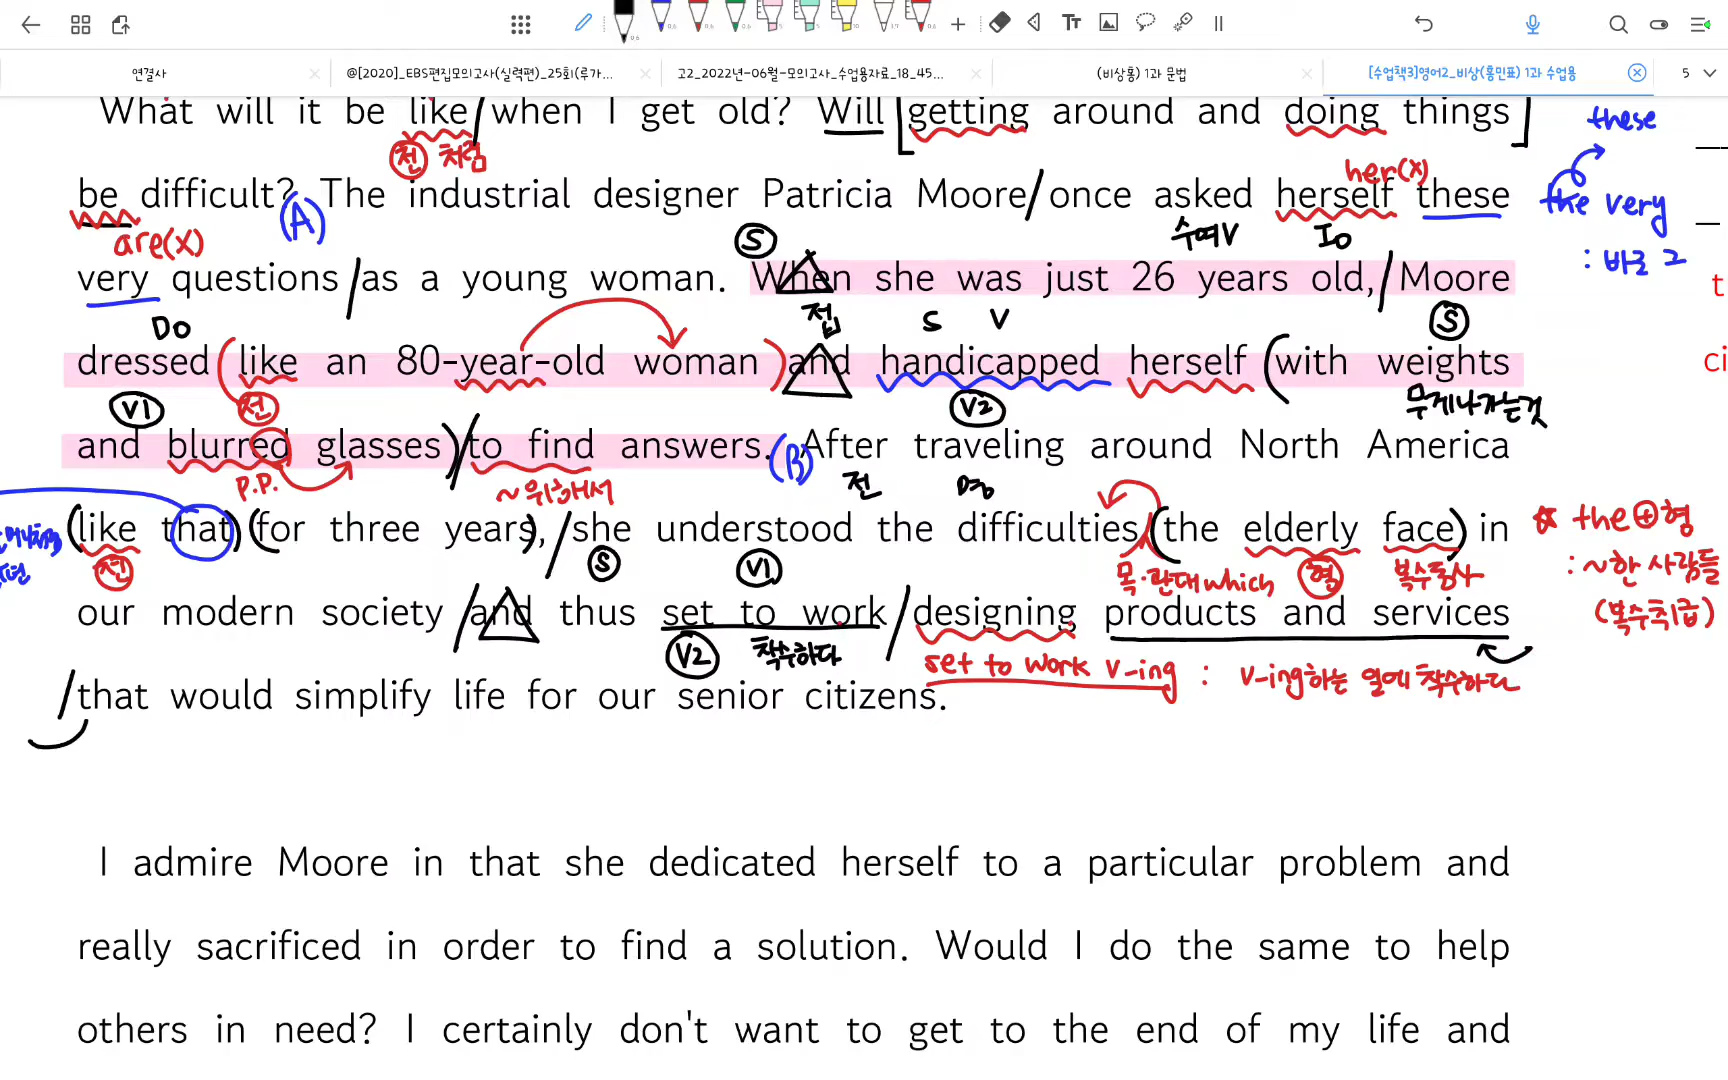 연결사
@[2020]_EBS편집모의고사(실력편)_25회(류가...
고2_2022년-06월-모의고사_수업용자료_18_45...
(비상홍) 1과 문법
[수업책3]영어2_비상(홍민표) 1과 수업용
5
What will it be like/when I get old? Will [getting around and doing things]
these
전 처럼
her(x)
be difficult? The industrial designer Patricia Moore/once asked herself these
the very
are(x)
(A)
수여V
IO
: 바로 그
S
very questions/as a young woman. When she was just 26 years old,/Moore
DO
접
S
V
S
dressed (like an 80-year-old woman) and handicapped herself (with weights
V1
전
V2
무게나가는것
and blurred glasses)/to find answers. (B) After traveling around North America
P.P.
~위해서
전
명
(like that) (for three years),/she understood the difficulties (the elderly face) in
☆ the⊕형
전
S
V1
목.관대which
형
복수동사
: ~한 사람들
(복수취급)
our modern society/and thus set to work/designing products and services
V2
착수하다
set to work v-ing : v-ing하는 일에 착수하다
/that would simplify life for our senior citizens.
I admire Moore in that she dedicated herself to a particular problem and
really sacrificed in order to find a solution. Would I do the same to help
others in need? I certainly don't want to get to the end of my life and